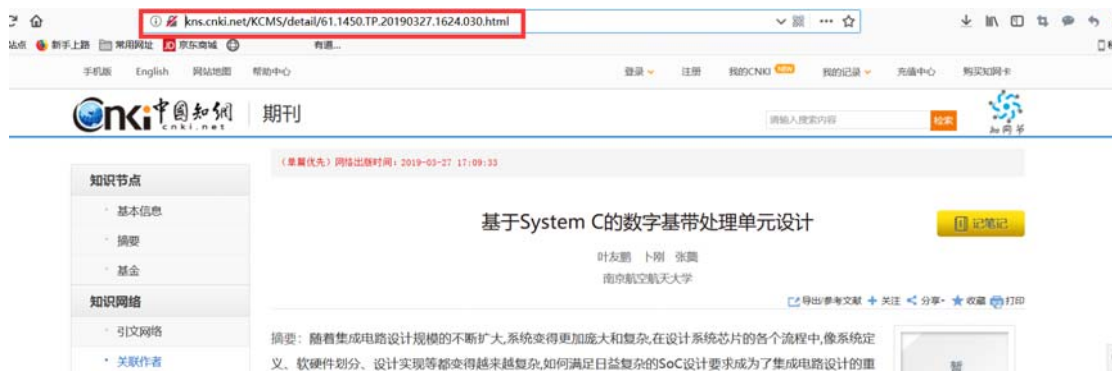 kns.cnki.net/KCMS/detail/61.1450.TP.20190327.1624.030.html
站点 新手上路 常用网址 JD 京东商城 有道...
手机版 English 网站地图 帮助中心 登录 注册 我的CNKI NEW 我的记录 充值中心 购买知网卡
cnki 中国知网 cnki.net 期刊 请输入搜索内容 检索 知网节
（单篇优先）网络出版时间：2019-03-27 17:09:33
知识节点
基本信息
基于System C的数字基带处理单元设计 记笔记
摘要
叶友鹏 卜刚 张龑
基金
南京航空航天大学
知识网络
导出/参考文献 关注 分享 收藏 打印
引文网络
摘要：随着集成电路设计规模的不断扩大,系统变得更加庞大和复杂,在设计系统芯片的各个流程中,像系统定
关联作者
义、软硬件划分、设计实现等都变得越来越复杂,如何满足日益复杂的SoC设计要求成为了集成电路设计的重
暂